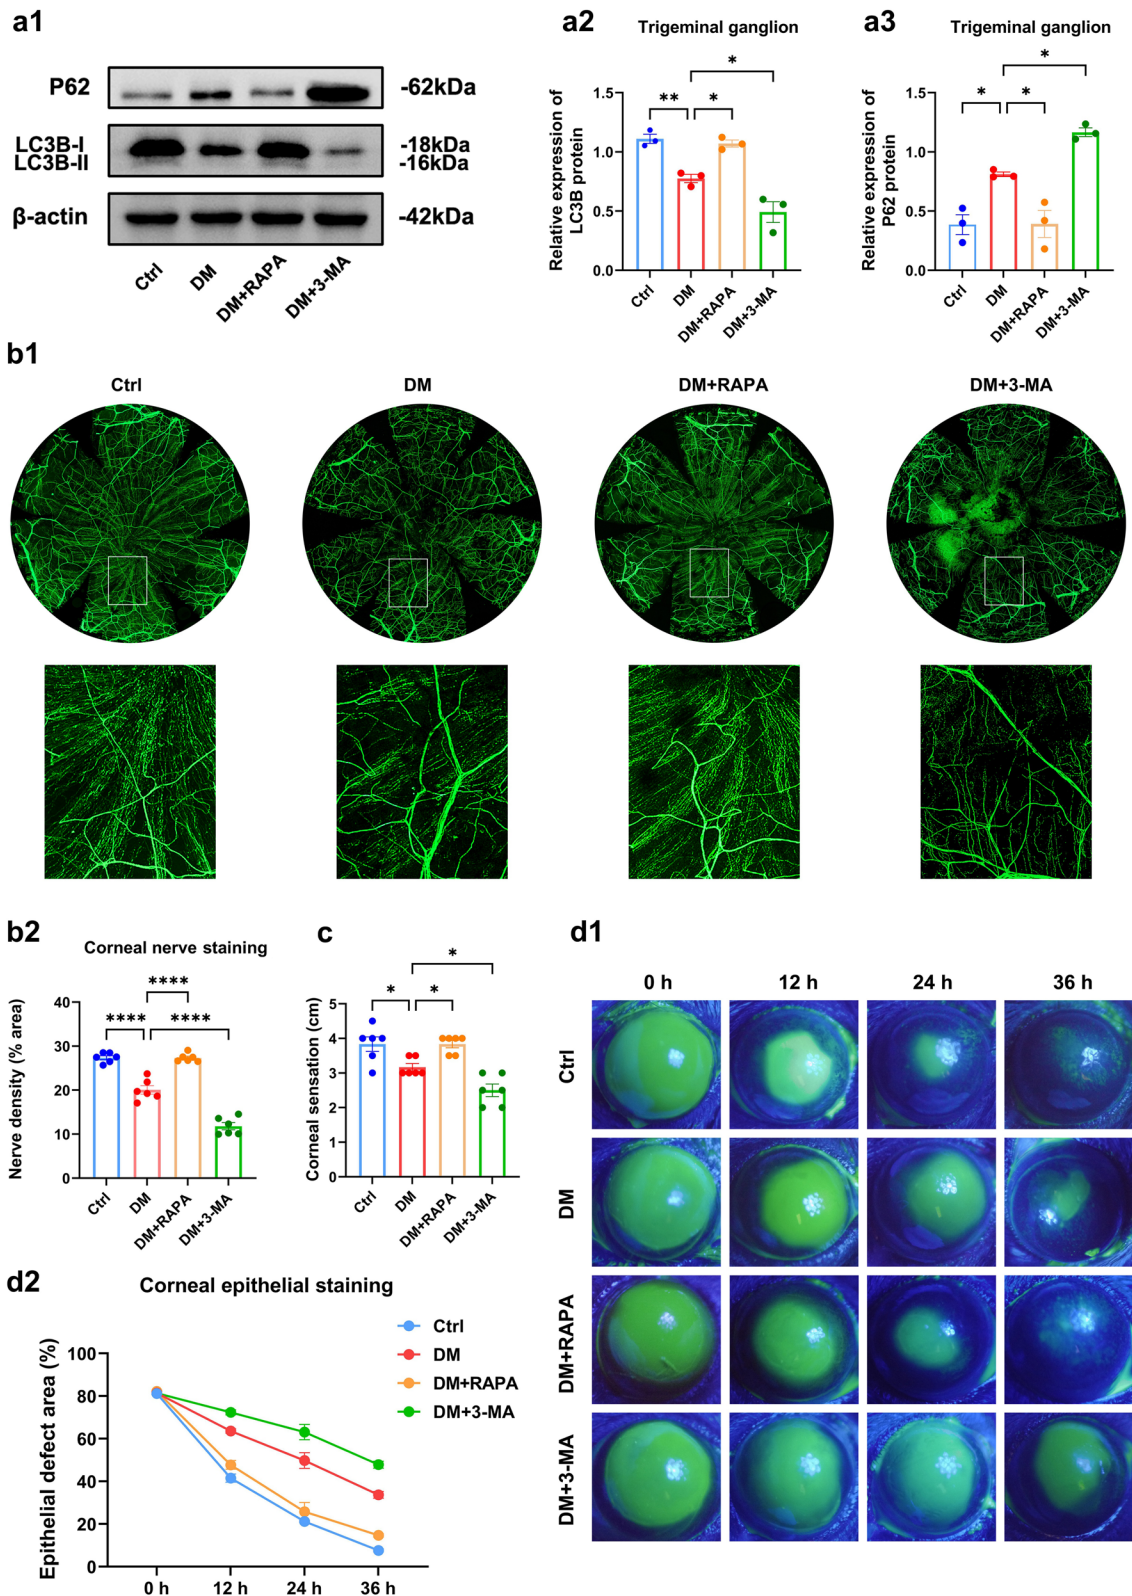 a1
P62
-62kDa
LC3B-I
-18kDa
LC3B-II
-16kDa
β-actin
-42kDa
Ctrl
DM
DM+RAPA
DM+3-MA
a2
Trigeminal ganglion
Relative expression of
LC3B protein
1.5
1.0
0.5
0.0
**
*
*
Ctrl
DM
DM+RAPA
DM+3-MA
a3
Trigeminal ganglion
Relative expression of
P62 protein
1.5
1.0
0.5
0.0
*
*
*
Ctrl
DM
DM+RAPA
DM+3-MA
b1
Ctrl
DM
DM+RAPA
DM+3-MA
b2
Corneal nerve staining
Nerve density (% area)
40
30
20
10
0
****
****
****
Ctrl
DM
DM+RAPA
DM+3-MA
c
Corneal sensation (cm)
5
4
3
2
1
0
*
*
*
Ctrl
DM
DM+RAPA
DM+3-MA
d1
0 h
12 h
24 h
36 h
Ctrl
DM
DM+RAPA
DM+3-MA
d2
Corneal epithelial staining
Epithelial defect area (%)
100
80
60
40
20
0
0 h
12 h
24 h
36 h
Ctrl
DM
DM+RAPA
DM+3-MA